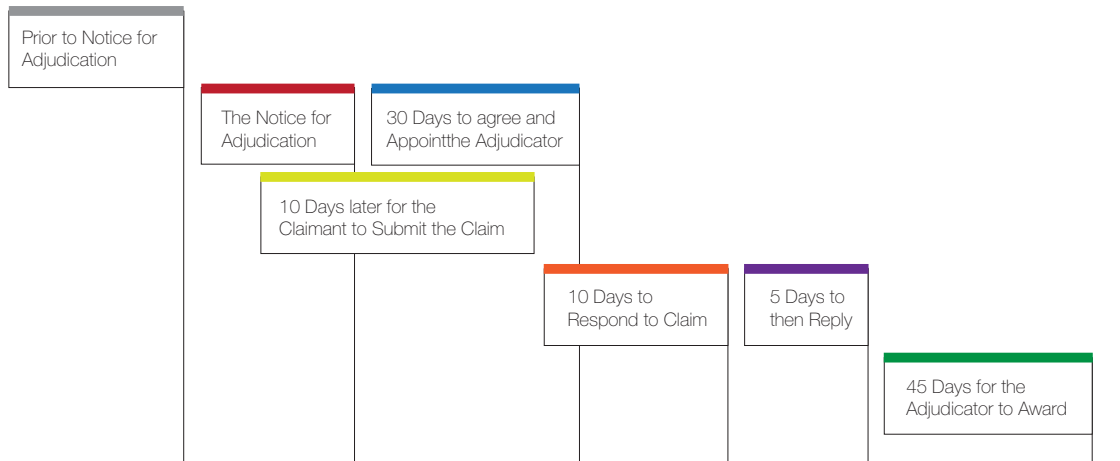 Prior to Notice for
Adjudication
The Notice for
Adjudication
30 Days to agree and
Appointthe Adjudicator
10 Days later for the
Claimant to Submit the Claim
10 Days to
Respond to Claim
5 Days to
then Reply
45 Days for the
Adjudicator to Award